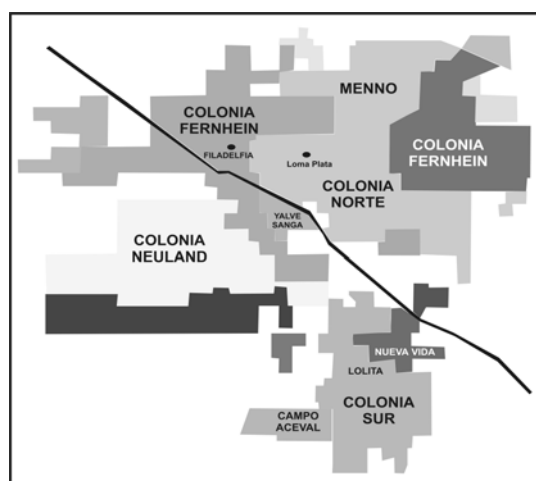 MENNO
COLONIA
FERNHEIN
FILADELFIA
Loma Plata
COLONIA
FERNHEIN
COLONIA
NORTE
YALVE
SANGA
COLONIA
NEULAND
NUEVA VIDA
LOLITA
COLONIA
SUR
CAMPO
ACEVAL